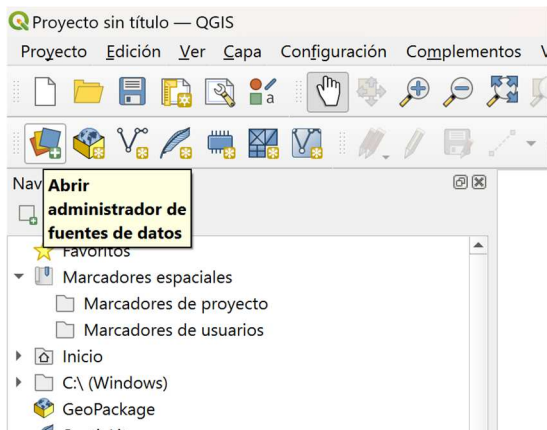 Proyecto sin título — QGIS
Proyecto Edición Ver Capa Configuración Complementos
a
Nav
Abrir
administrador de
fuentes de datos
Favoritos
Marcadores espaciales
Marcadores de proyecto
Marcadores de usuarios
Inicio
C:\ (Windows)
GeoPackage